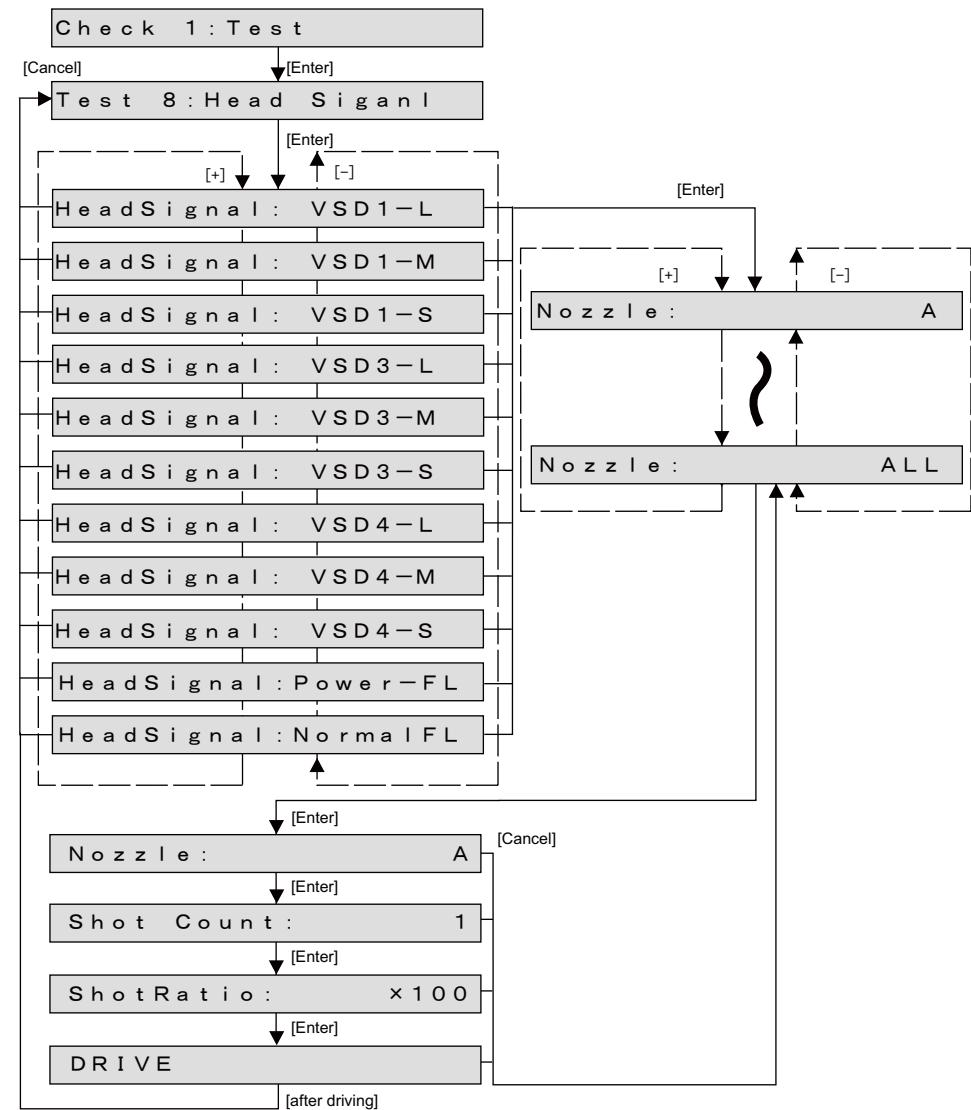 Check 1:Test
[Cancel]
[Enter]
Test 8:Head Siganl
[Enter]
[+]
[−]
[Enter]
HeadSignal: VSD1−L
HeadSignal: VSD1−M
[+]
[−]
HeadSignal: VSD1−S
Nozzle: A
HeadSignal: VSD3−L
HeadSignal: VSD3−M
HeadSignal: VSD3−S
Nozzle: ALL
HeadSignal: VSD4−L
HeadSignal: VSD4−M
HeadSignal: VSD4−S
HeadSignal:Power−FL
HeadSignal:NormalFL
[Enter]
[Cancel]
Nozzle: A
[Enter]
Shot Count: 1
[Enter]
ShotRatio: ×100
[Enter]
DRIVE
[after driving]